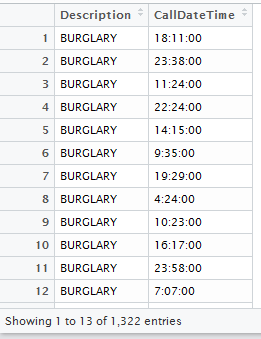 Description CallDateTime
1 BURGLARY 18:11:00
2 BURGLARY 23:38:00
3 BURGLARY 11:24:00
4 BURGLARY 22:24:00
5 BURGLARY 14:15:00
6 BURGLARY 9:35:00
7 BURGLARY 19:29:00
8 BURGLARY 4:24:00
9 BURGLARY 10:23:00
10 BURGLARY 16:17:00
11 BURGLARY 23:58:00
12 BURGLARY 7:07:00
Showing 1 to 13 of 1,322 entries